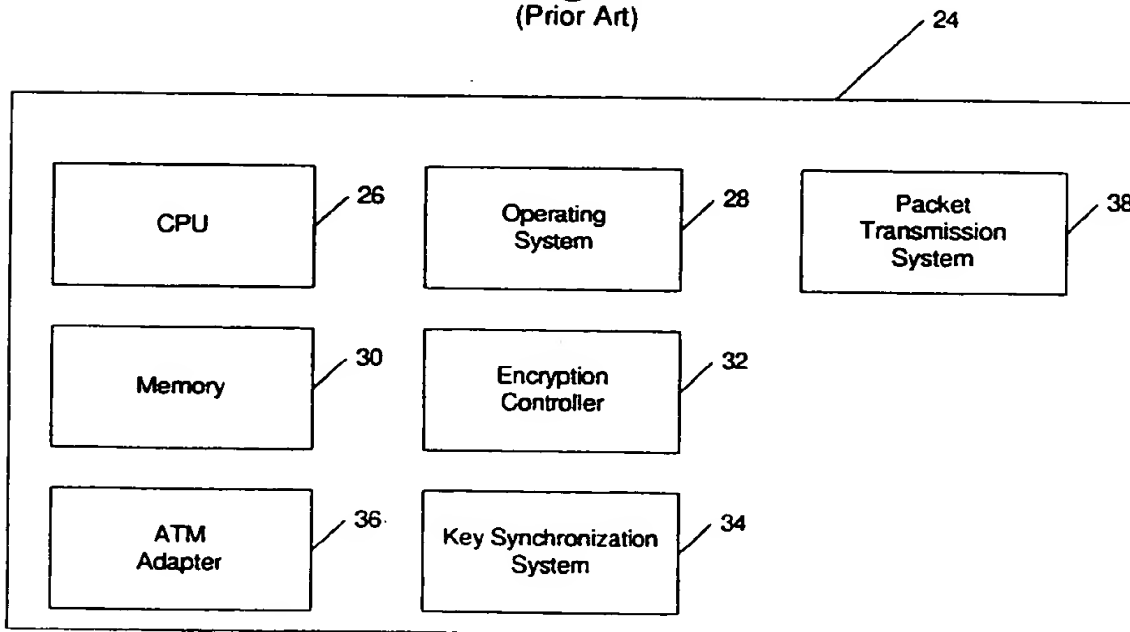 (Prior Art)
24
CPU
26
Operating
System
28
Packet
Transmission
System
38
Memory
30
Encryption
Controller
32
ATM
Adapter
36
Key Synchronization
System
34